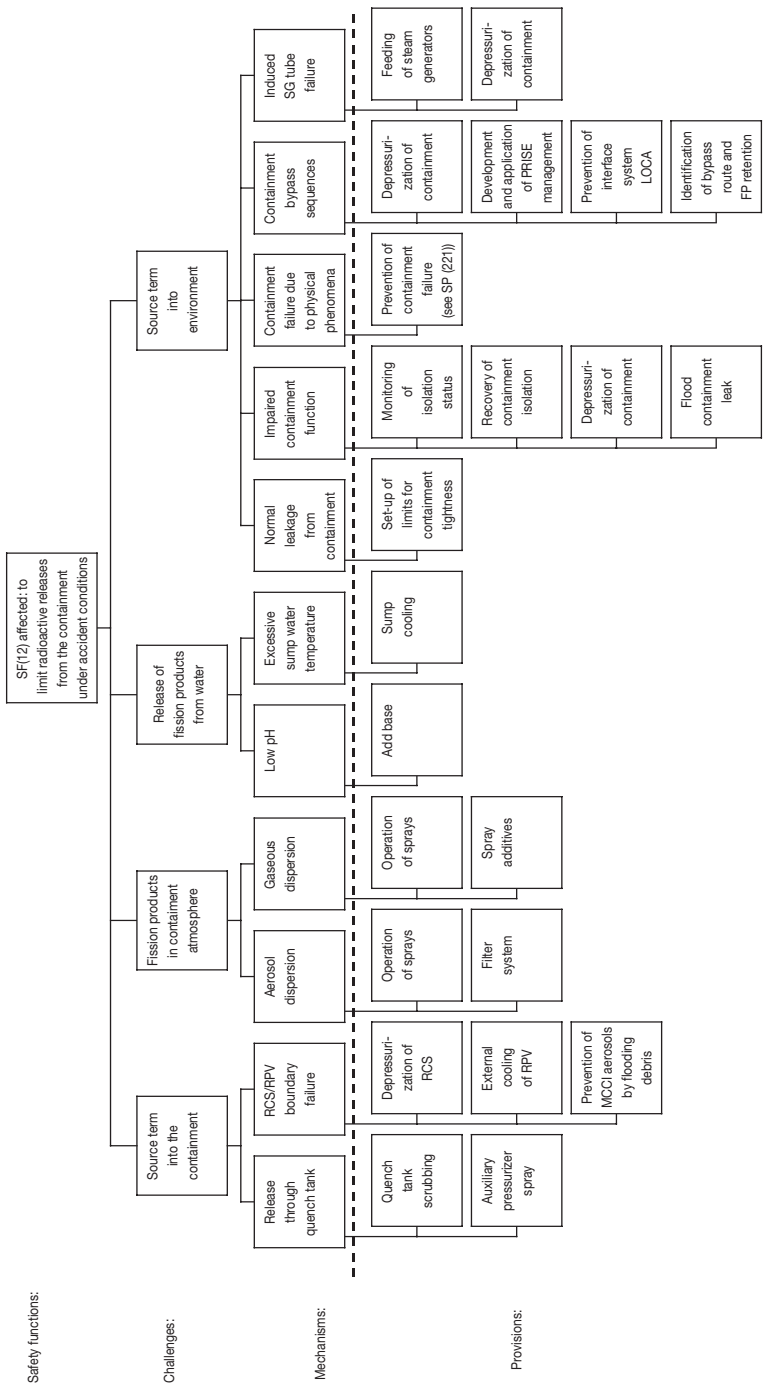 Safety functions:
SF(12) affected: to
limit radioactive releases
from the containment
under accident conditions
Challenges:
Source term
into the
containment
Fission products
in contaiment
atmosphere
Release of
fission products
from water
Source term
into
environment
Mechanisms:
Release
through
quench tank
RCS/RPV
boundary
failure
Aerosol
dispersion
Gaseous
dispersion
Low pH
Excessive
sump water
temperature
Normal
leakage
from
containment
Impaired
containment
function
Containment
failure due
to physical
phenomena
Containment
bypass
sequences
Induced
SG tube
failure
Provisions:
Quench
tank
scrubbing
Auxiliary
pressurizer
spray
Depressuri-
zation of
RCS
External
cooling
of RPV
Prevention of
MCCI aerosols
by flooding
debris
Operation
of sprays
Filter
system
Operation
of sprays
Spray
additives
Add base
Sump
cooling
Set-up of
limits for
containment
tightness
Monitoring
of
isolation
status
Recovery of
containment
isolation
Depressuri-
zation of
containment
Flood
containment
leak
Prevention of
containment
failure
(see SP (221))
Depressuri-
zation of
containment
Development
and application
of PRISE
management
Prevention of
interface
system
LOCA
Identification
of bypass
route and
FP retention
Feeding
of steam
generators
Depressuri-
zation of
containment